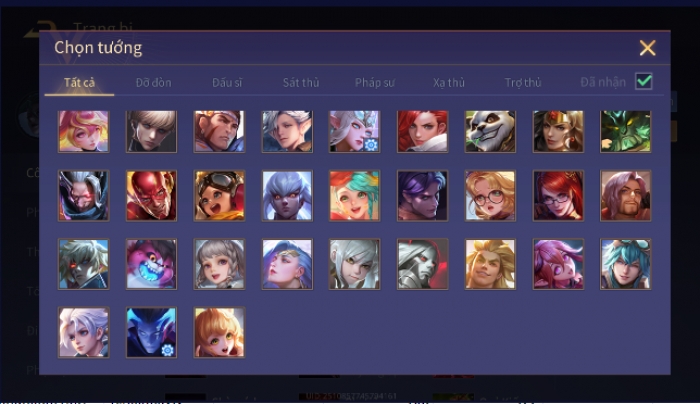 Trang bị
Chọn tướng
Tất cả Đỡ đòn Đấu sĩ Sát thủ Pháp sư Xạ thủ Trợ thủ Đã nhận